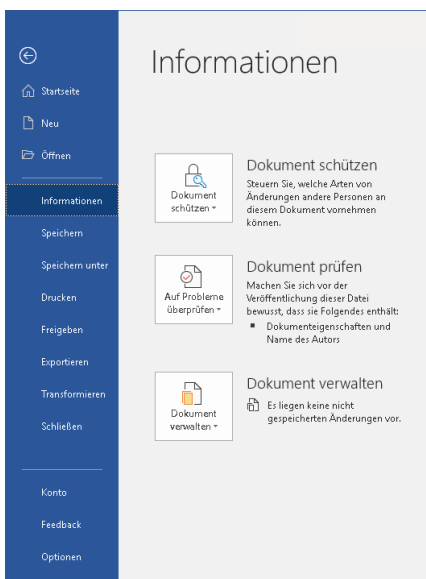 Informationen
Startseite
Neu
Öffnen
Informationen
Speichern
Speichern unter
Drucken
Freigeben
Exportieren
Transformieren
Schließen
Konto
Feedback
Optionen
Dokument
schützen
Dokument schützen
Steuern Sie, welche Arten von
Änderungen andere Personen an
diesem Dokument vornehmen
können.
Auf Probleme
überprüfen
Dokument prüfen
Machen Sie sich vor der
Veröffentlichung dieser Datei
bewusst, dass sie Folgendes enthält:
Dokumenteigenschaften und
Name des Autors
Dokument
verwalten
Dokument verwalten
Es liegen keine nicht
gespeicherten Änderungen vor.